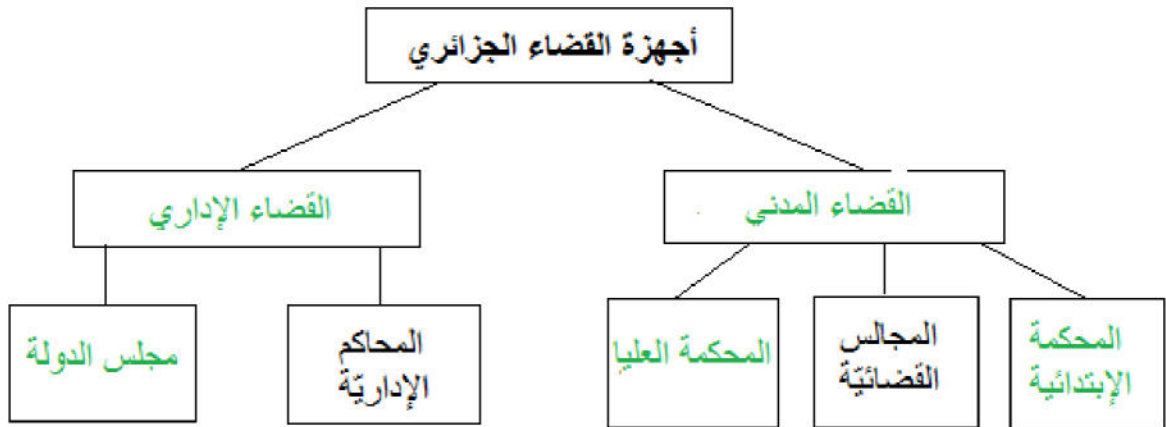 أجهزة القضاء الجزائري
القضاء المدني
القضاء الإداري
المحكمة
الإبتدائية
المجالس
القضائيّة
المحكمة العليا
المحاكم
الإداريّة
مجلس الدولة